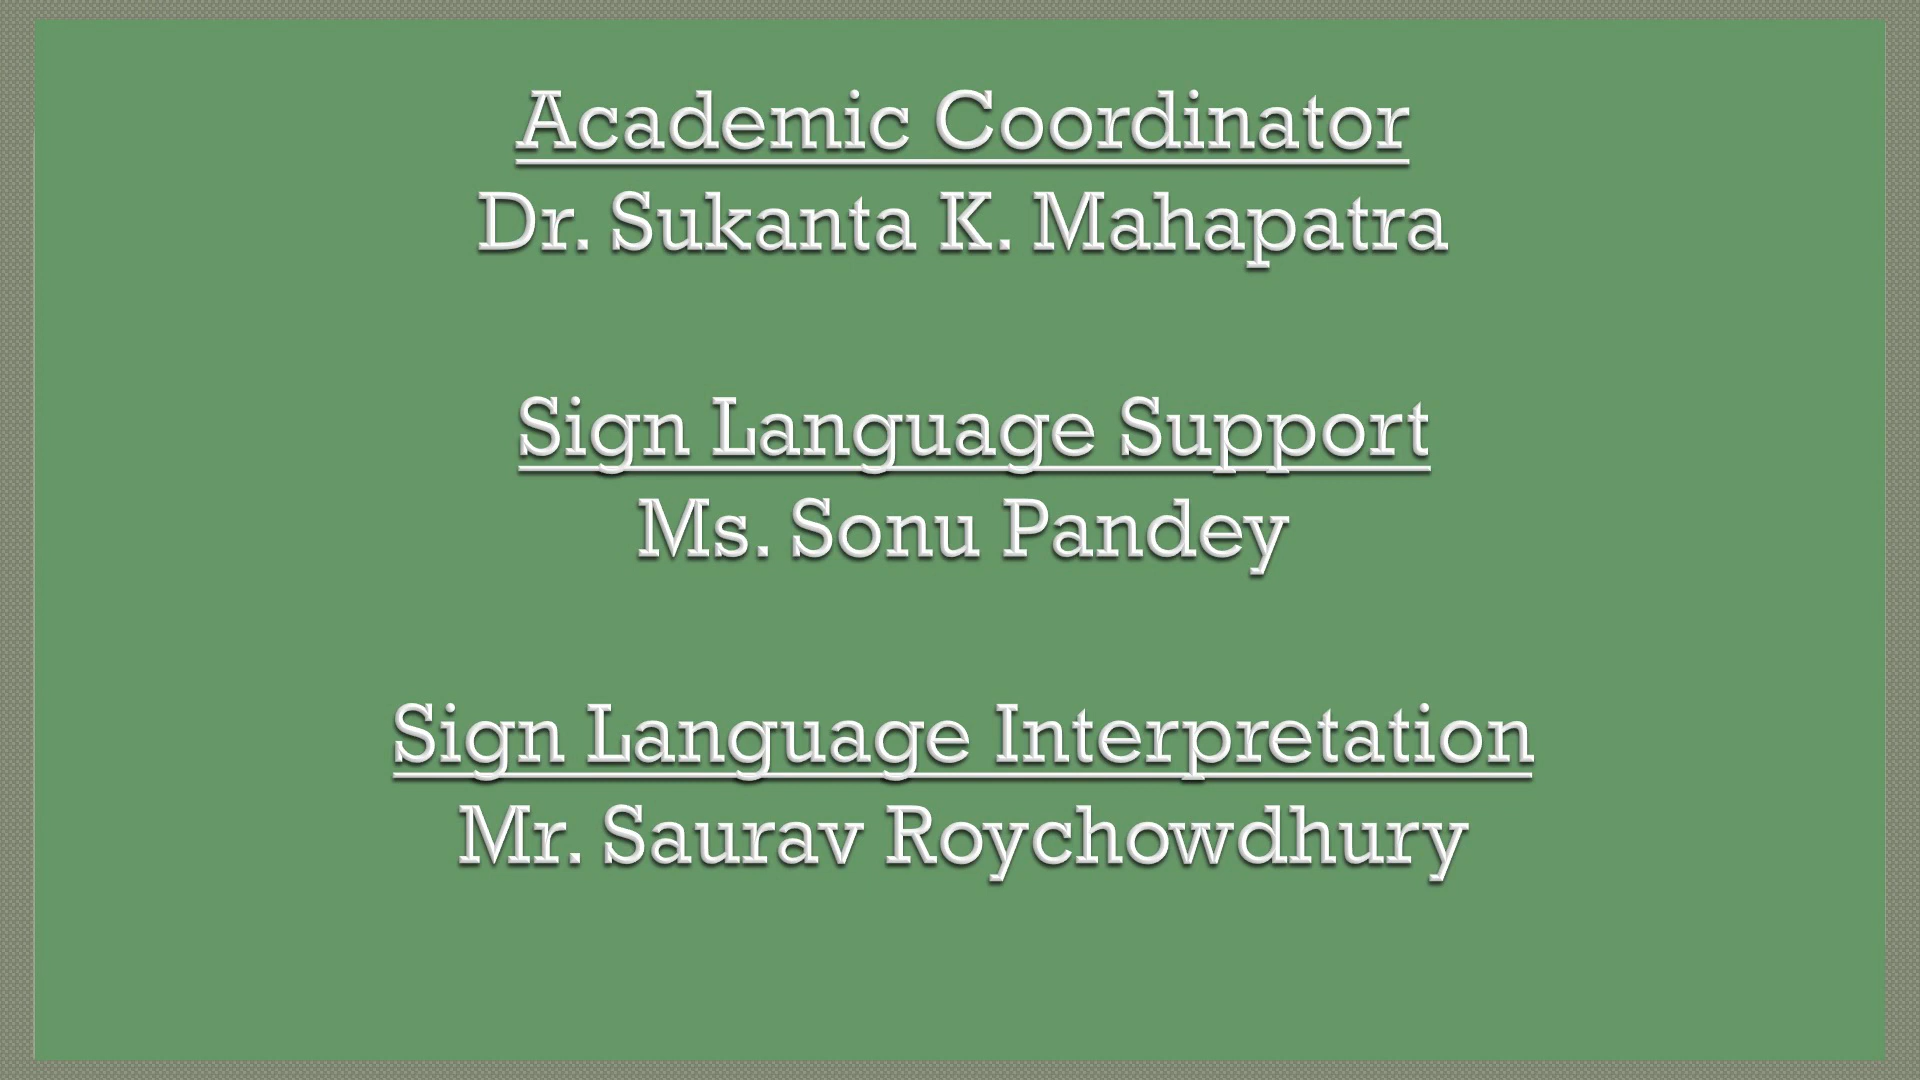 Academic Coordinator
Dr. Sukanta K. Mahapatra
Sign Language Support
Ms. Sonu Pandey
Sign Language Interpretation
Mr. Saurav Roychowdhury